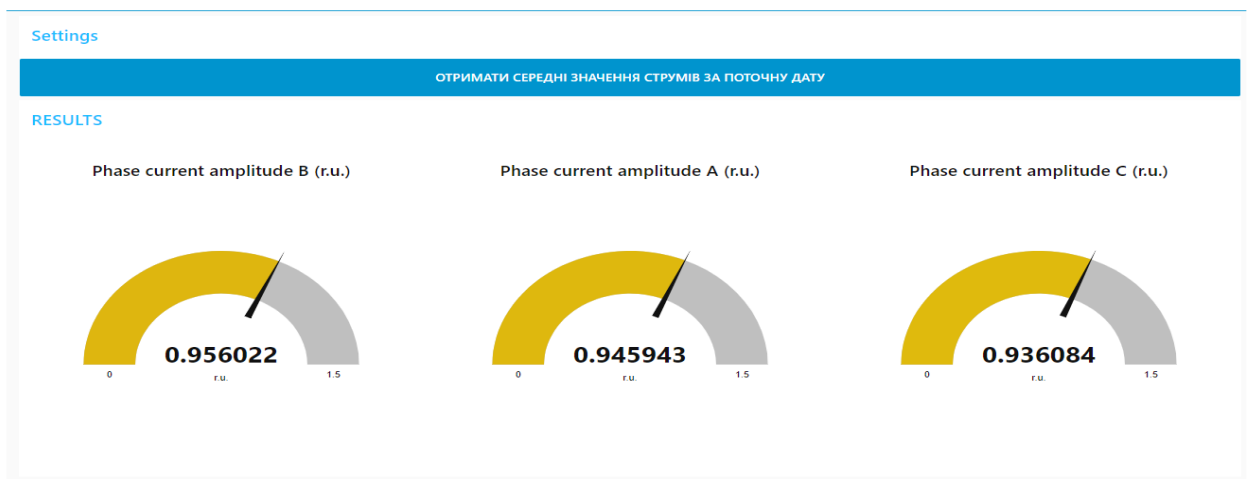 Settings
ОТРИМАТИ СЕРЕДНІ ЗНАЧЕННЯ СТРУМІВ ЗА ПОТОЧНУ ДАТУ
RESULTS
Phase current amplitude B (r.u.)
0.956022
0
r.u.
1.5
Phase current amplitude A (r.u.)
0.945943
0
r.u.
1.5
Phase current amplitude C (r.u.)
0.936084
0
r.u.
1.5